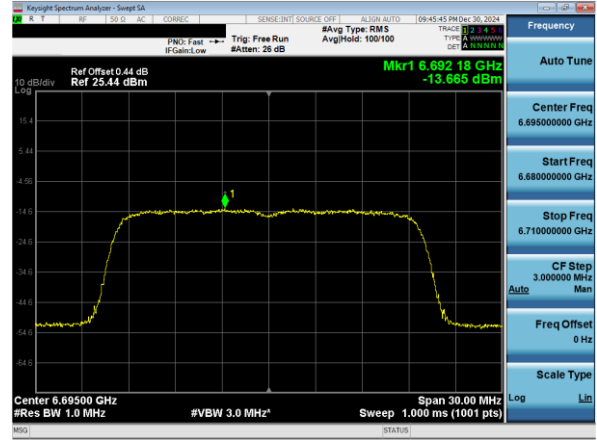 Keysight Spectrum Analyzer - Swept SA
R T RF 50 Ω AC CORREC SENSE:INT SOURCE OFF ALIGN AUTO 09:45:45 PM Dec 30, 2024
#Avg Type: RMS TRACE 1 2 3 4 5 6
PNO: Fast Trig: Free Run Avg|Hold: 100/100 TYPE A WWWWW
IFGain:Low #Atten: 26 dB DET A N N N N N
Mkr1 6.692 18 GHz
Ref Offset 0.44 dB
-13.665 dBm
10 dB/div Ref 25.44 dBm
Log
15.4
5.44
-4.56
1
-14.6
-24.6
-34.6
-44.6
-54.6
-64.6
Center 6.69500 GHz Span 30.00 MHz
#Res BW 1.0 MHz #VBW 3.0 MHz* Sweep 1.000 ms (1001 pts)
MSG STATUS
Frequency
Auto Tune
Center Freq
6.695000000 GHz
Start Freq
6.680000000 GHz
Stop Freq
6.710000000 GHz
CF Step
3.000000 MHz
Auto Man
Freq Offset
0 Hz
Scale Type
Log Lin